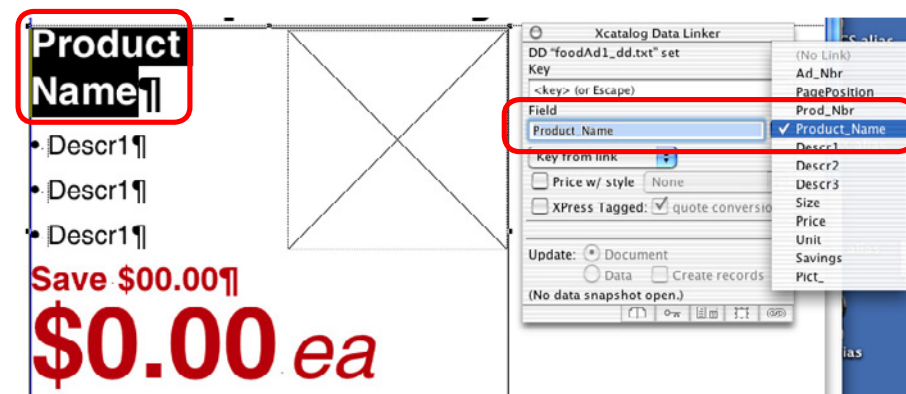 Product
Name¶
• Descr1¶
• Descr1¶
• Descr1¶
Save $00.00¶
$0.00 ea
Xcatalog Data Linker
DD "foodAd1_dd.txt" set
Key
<key> (or Escape)
Field
Product_Name
Key from link
Price w/ style None
XPress Tagged: quote conversio
Update: Document
Data Create records
(No data snapshot open.)
(No Link)
Ad_Nbr
PagePosition
Prod_Nbr
✓ Product_Name
Descr1
Descr2
Descr3
Size
Price
Unit
Savings
Pict_
alias
ias